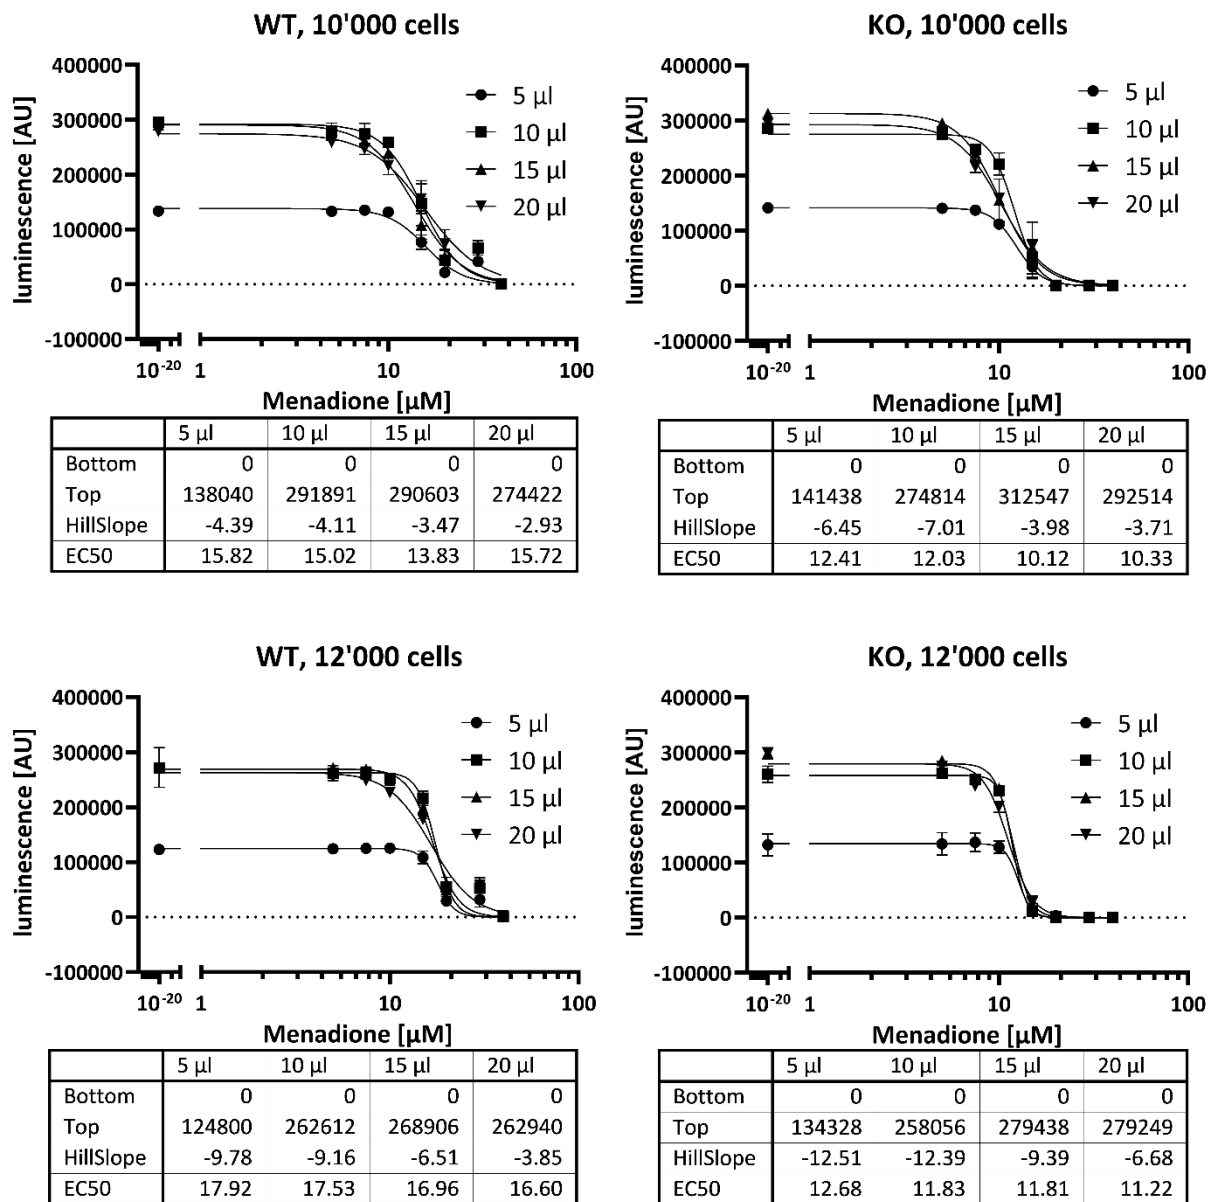 WT, 10'000 cells
luminescence [AU]
400000
300000
200000
100000
0
-100000
5 µl
10 µl
15 µl
20 µl
10⁻²⁰ 1 10 100
Menadione [µM]
5 µl 10 µl 15 µl 20 µl
Bottom 0 0 0 0
Top 138040 291891 290603 274422
HillSlope -4.39 -4.11 -3.47 -2.93
EC50 15.82 15.02 13.83 15.72
KO, 10'000 cells
luminescence [AU]
400000
300000
200000
100000
0
-100000
5 µl
10 µl
15 µl
20 µl
10⁻²⁰ 1 10 100
Menadione [µM]
5 µl 10 µl 15 µl 20 µl
Bottom 0 0 0 0
Top 141438 274814 312547 292514
HillSlope -6.45 -7.01 -3.98 -3.71
EC50 12.41 12.03 10.12 10.33
WT, 12'000 cells
luminescence [AU]
400000
300000
200000
100000
0
-100000
5 µl
10 µl
15 µl
20 µl
10⁻²⁰ 1 10 100
Menadione [µM]
5 µl 10 µl 15 µl 20 µl
Bottom 0 0 0 0
Top 124800 262612 268906 262940
HillSlope -9.78 -9.16 -6.51 -3.85
EC50 17.92 17.53 16.96 16.60
KO, 12'000 cells
luminescence [AU]
400000
300000
200000
100000
0
-100000
5 µl
10 µl
15 µl
20 µl
10⁻²⁰ 1 10 100
Menadione [µM]
5 µl 10 µl 15 µl 20 µl
Bottom 0 0 0 0
Top 134328 258056 279438 279249
HillSlope -12.51 -12.39 -9.39 -6.68
EC50 12.68 11.83 11.81 11.22